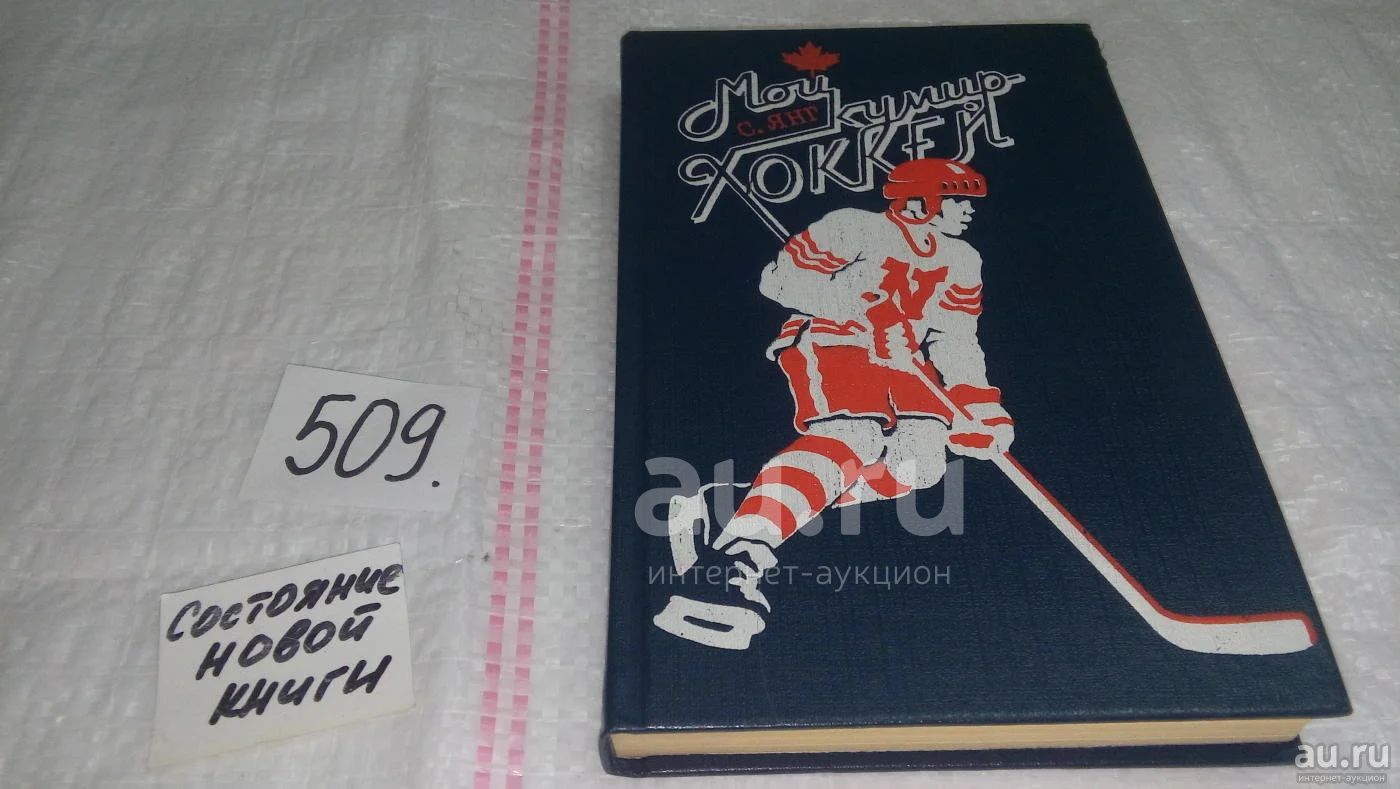 Мой кумир-
С. ЯНГ
ХОККЕЙ
N
509.
Состояние
новой
книги
au.ru
интернет-аукцион
au.ru
интернет-аукцион